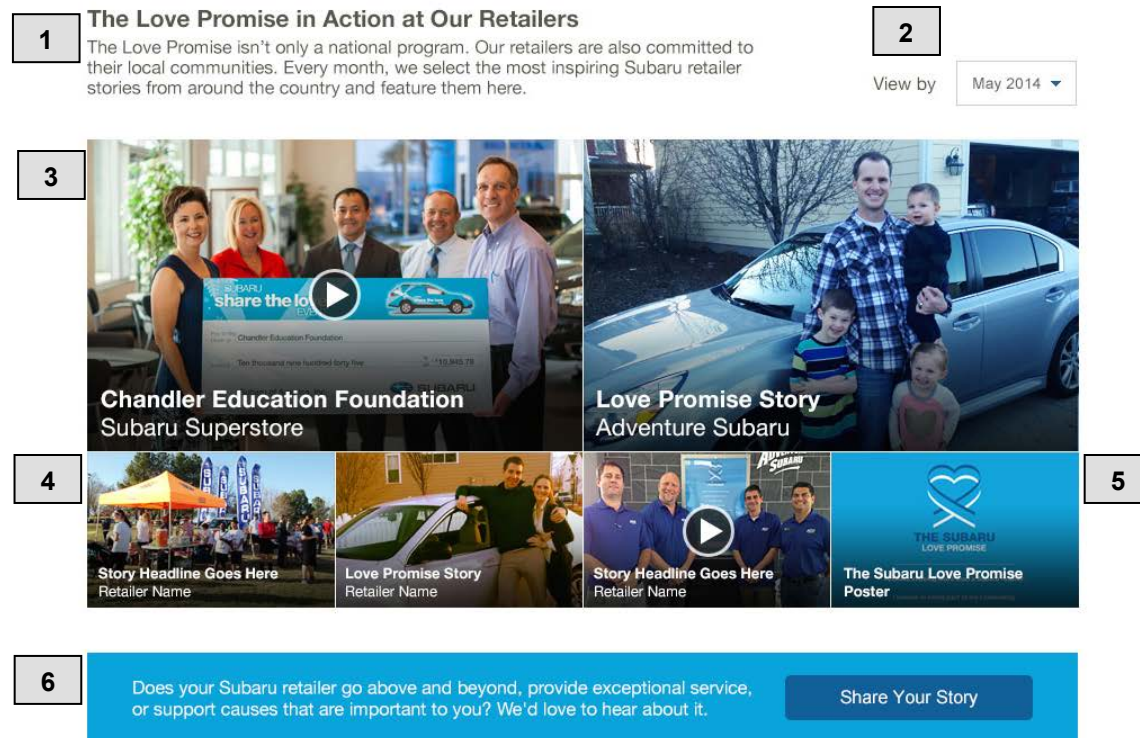 1
The Love Promise in Action at Our Retailers
The Love Promise isn't only a national program. Our retailers are also committed to
their local communities. Every month, we select the most inspiring Subaru retailer
stories from around the country and feature them here.
2
View by
May 2014
3
SUBARU
share the lo
Chandler Education Foundation
Ten thousand nine hundred forty five
SUBARU
Chandler Education Foundation
Subaru Superstore
Love Promise Story
Adventure Subaru
4
SUBARU
SUBARU
SUBARU
Story Headline Goes Here
Retailer Name
Love Promise Story
Retailer Name
SUBARU
Story Headline Goes Here
Retailer Name
THE SUBARU
LOVE PROMISE
The Subaru Love Promise
Poster
5
6
Does your Subaru retailer go above and beyond, provide exceptional service,
or support causes that are important to you? We'd love to hear about it.
Share Your Story